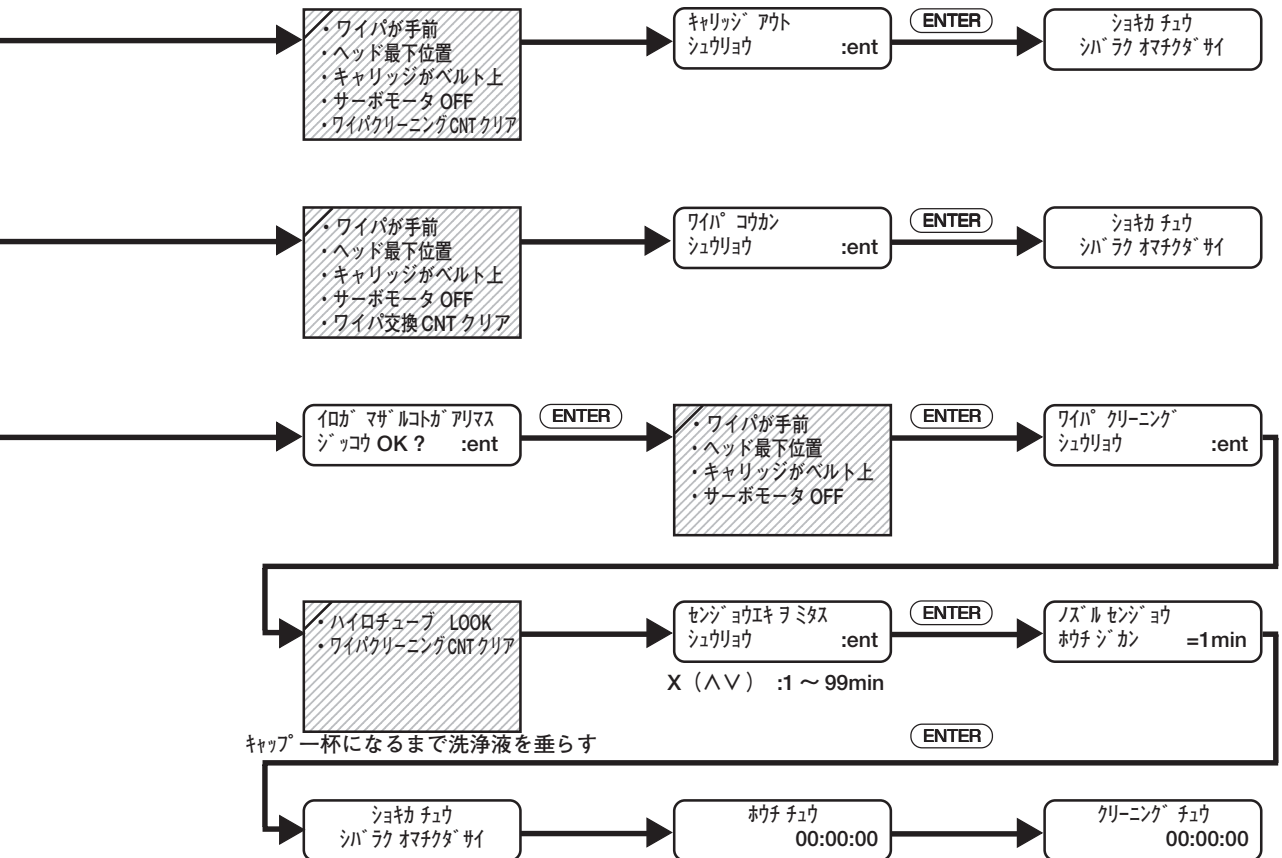 ・ワイパが手前
・ヘッド最下位置
・キャリッジがベルト上
・サーボモータ OFF
・ワイパクリーニング CNT クリア
ｷｬﾘｯｼﾞ ｱｳﾄ
ｼｭｳﾘｮｳ :ent
ENTER
ｼｮｷｶ ﾁｭｳ
ｼﾊﾞﾗｸ ｵﾏﾁｸﾀﾞｻｲ
・ワイパが手前
・ヘッド最下位置
・キャリッジがベルト上
・サーボモータ OFF
・ワイパ交換 CNT クリア
ﾜｲﾊﾟ ｺｳｶﾝ
ｼｭｳﾘｮｳ :ent
ENTER
ｼｮｷｶ ﾁｭｳ
ｼﾊﾞﾗｸ ｵﾏﾁｸﾀﾞｻｲ
ｲﾛｶﾞ ﾏｻﾞﾙｺﾄｶﾞｱﾘﾏｽ
ｼﾞｯｺｳ OK ? :ent
ENTER
・ワイパが手前
・ヘッド最下位置
・キャリッジがベルト上
・サーボモータ OFF
ENTER
ﾜｲﾊﾟ ｸﾘｰﾆﾝｸﾞ
ｼｭｳﾘｮｳ :ent
・ハイロチューブ LOOK
・ワイパクリーニング CNT クリア
ｾﾝｼﾞｮｳｴｷ ｦ ﾐﾀｽ
ｼｭｳﾘｮｳ :ent
ENTER
ﾉｽﾞﾙ ｾﾝｼﾞｮｳ
ﾎｳﾁ ｼﾞｶﾝ =1min
X（∧∨） :1 ～ 99min
ｷｬｯﾌﾟ一杯になるまで洗浄液を垂らす
ENTER
ｼｮｷｶ ﾁｭｳ
ｼﾊﾞﾗｸ ｵﾏﾁｸﾀﾞｻｲ
ﾎｳﾁ ﾁｭｳ
00:00:00
ｸﾘｰﾆﾝｸﾞ ﾁｭｳ
00:00:00